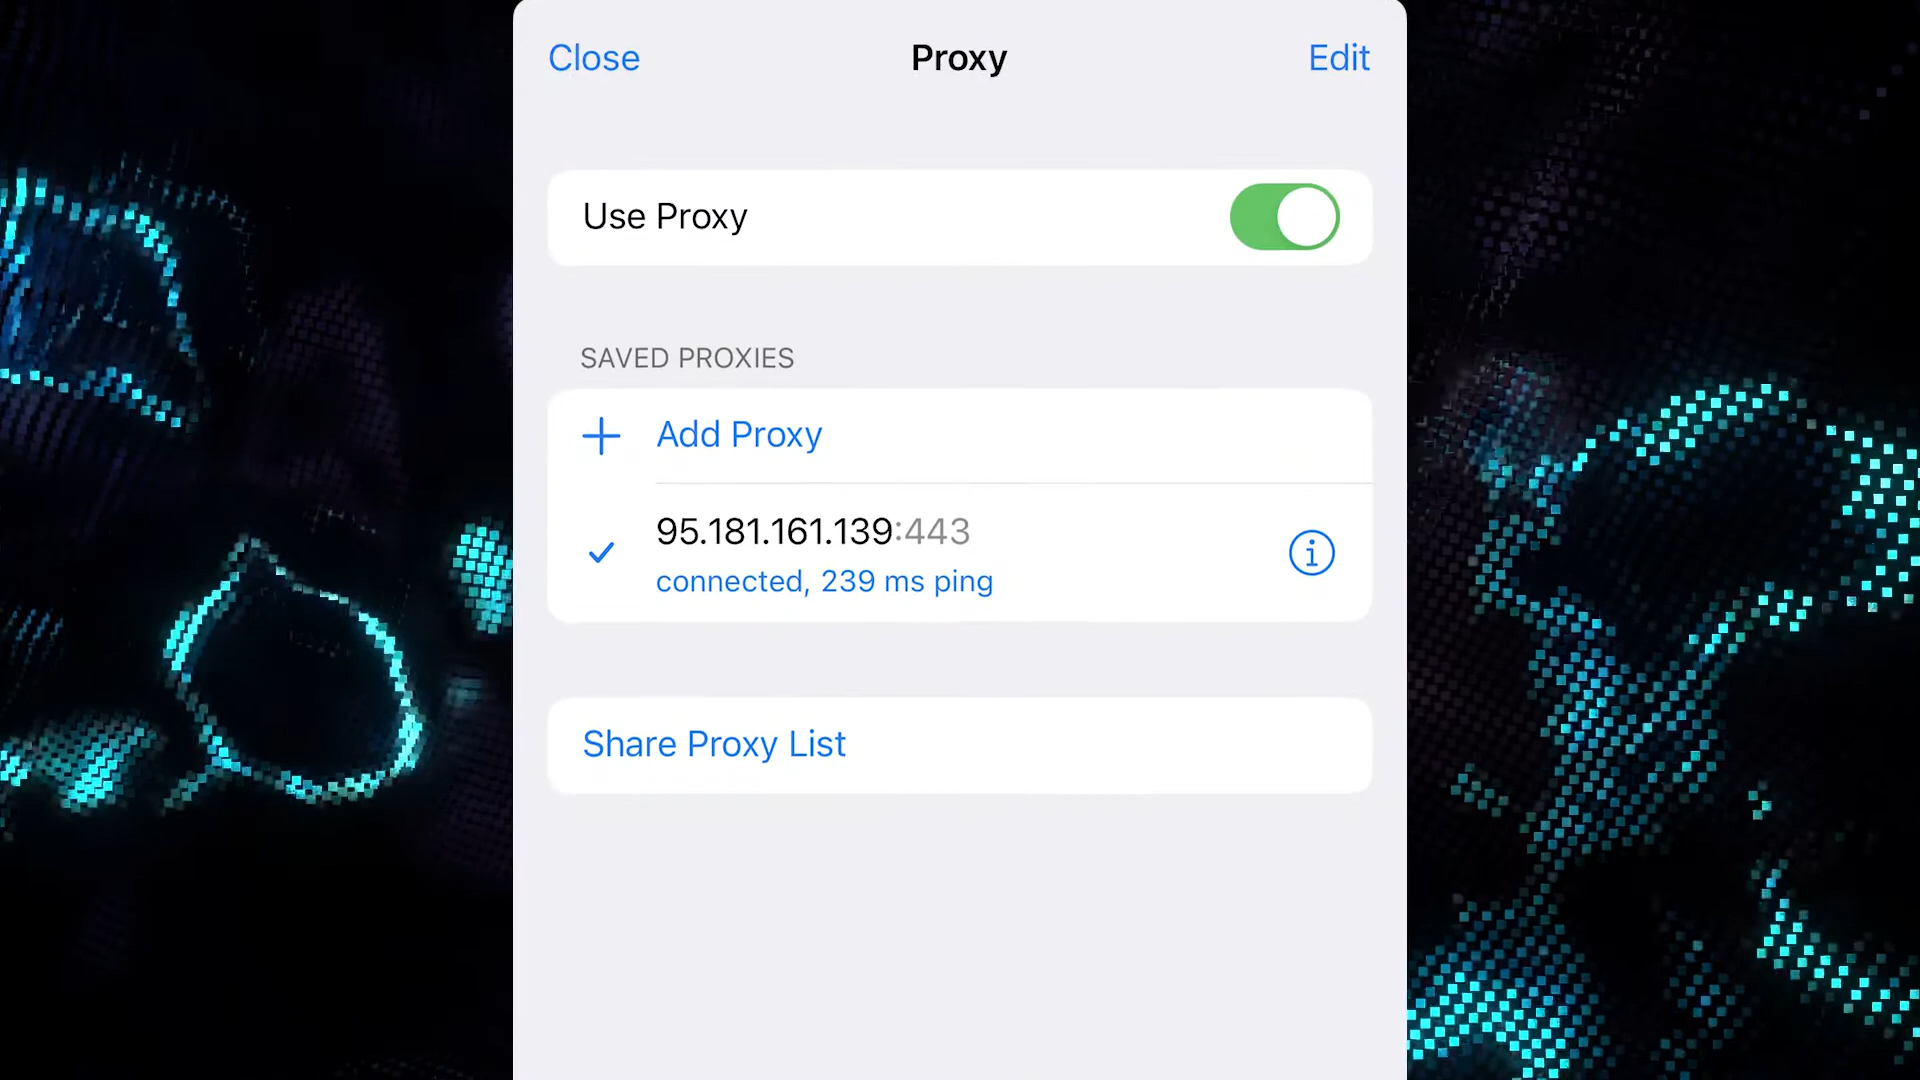 Close
Proxy
Edit
Use Proxy
SAVED PROXIES
Add Proxy
95.181.161.139:443
connected, 239 ms ping
Share Proxy List